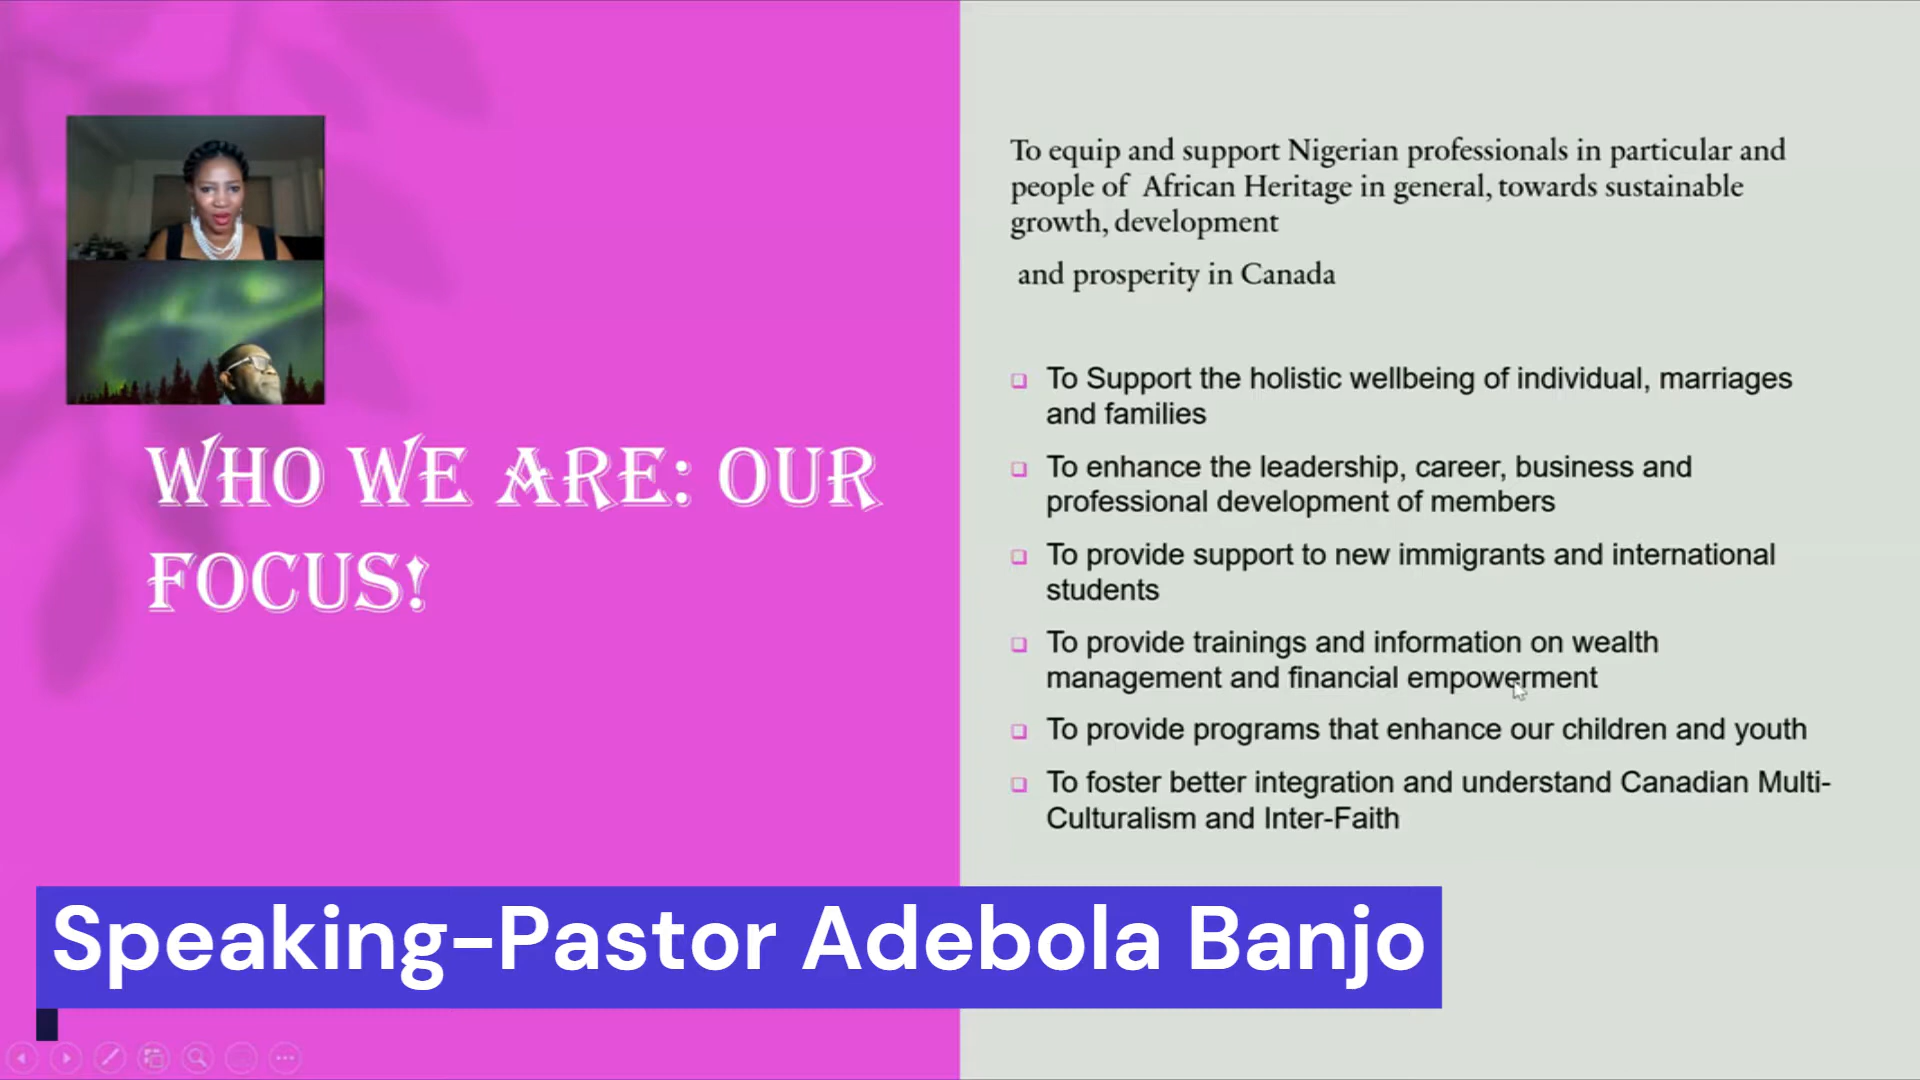 WHO WE ARE: OUR
FOCUS!
To equip and support Nigerian professionals in particular and
people of African Heritage in general, towards sustainable
growth, development
and prosperity in Canada
To Support the holistic wellbeing of individual, marriages
and families
To enhance the leadership, career, business and
professional development of members
To provide support to new immigrants and international
students
To provide trainings and information on wealth
management and financial empowerment
To provide programs that enhance our children and youth
To foster better integration and understand Canadian Multi-
Culturalism and Inter-Faith
Speaking-Pastor Adebola Banjo